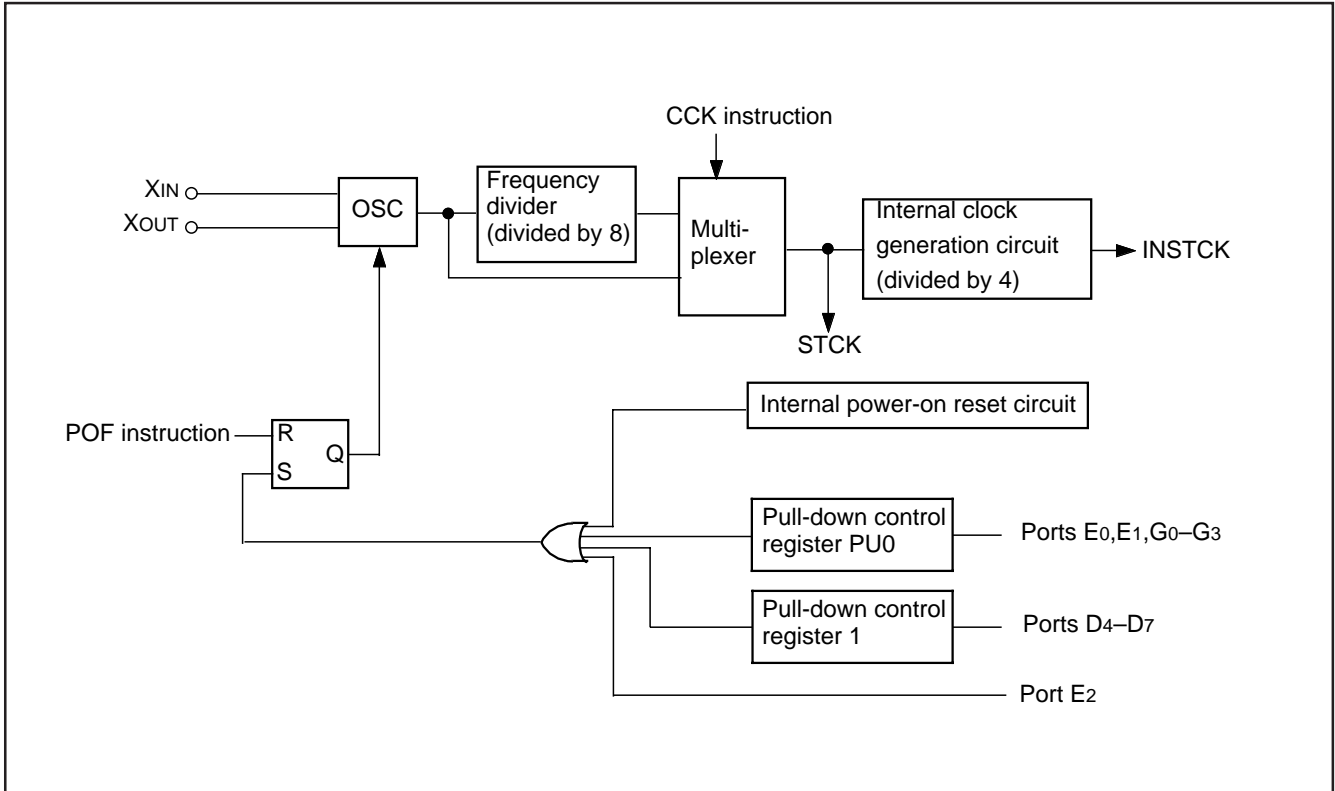 CCK instruction
XIN
XOUT
OSC
Frequency
divider
(divided by 8)
Multi-
plexer
Internal clock
generation circuit
(divided by 4)
INSTCK
STCK
Internal power-on reset circuit
POF instruction
R
S
Q
Pull-down control
register PU0
Ports E0,E1,G0–G3
Pull-down control
register 1
Ports D4–D7
Port E2